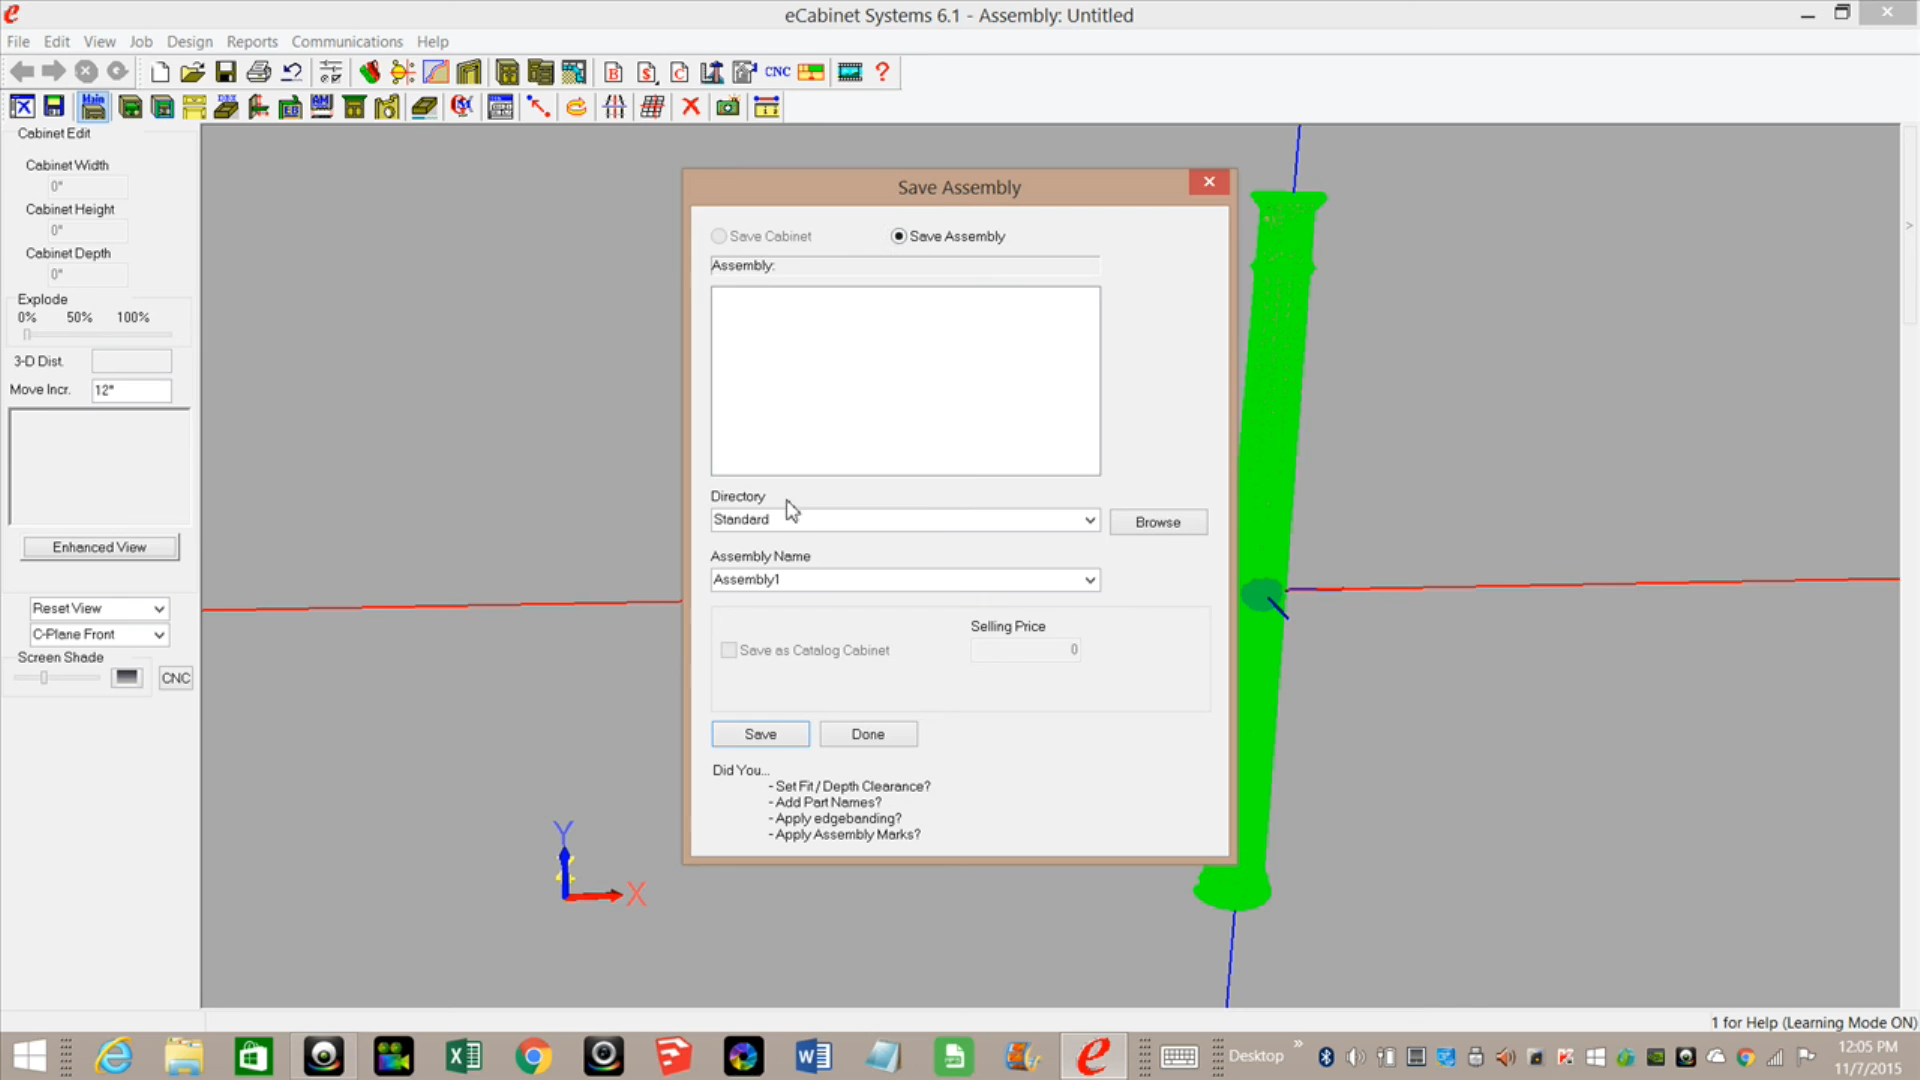 eCabinet Systems 6.1 - Assembly: Untitled
File Edit View Job Design Reports Communications Help
CNC
Main
Cabinet Edit
Cabinet Width
0"
Cabinet Height
0"
Cabinet Depth
0"
Explode
0% 50% 100%
3-D Dist.
Move Incr. 12"
Enhanced View
Reset View
C-Plane Front
Screen Shade
CNC
Save Assembly
Save Cabinet Save Assembly
Assembly:
Directory
Standard
Browse
Assembly Name
Assembly1
Selling Price
Save as Catalog Cabinet 0
Save Done
Did You...
- Set Fit / Depth Clearance?
- Add Part Names?
- Apply edgebanding?
- Apply Assembly Marks?
Y
X
1 for Help (Learning Mode ON)
Desktop
12:05 PM
11/7/2015